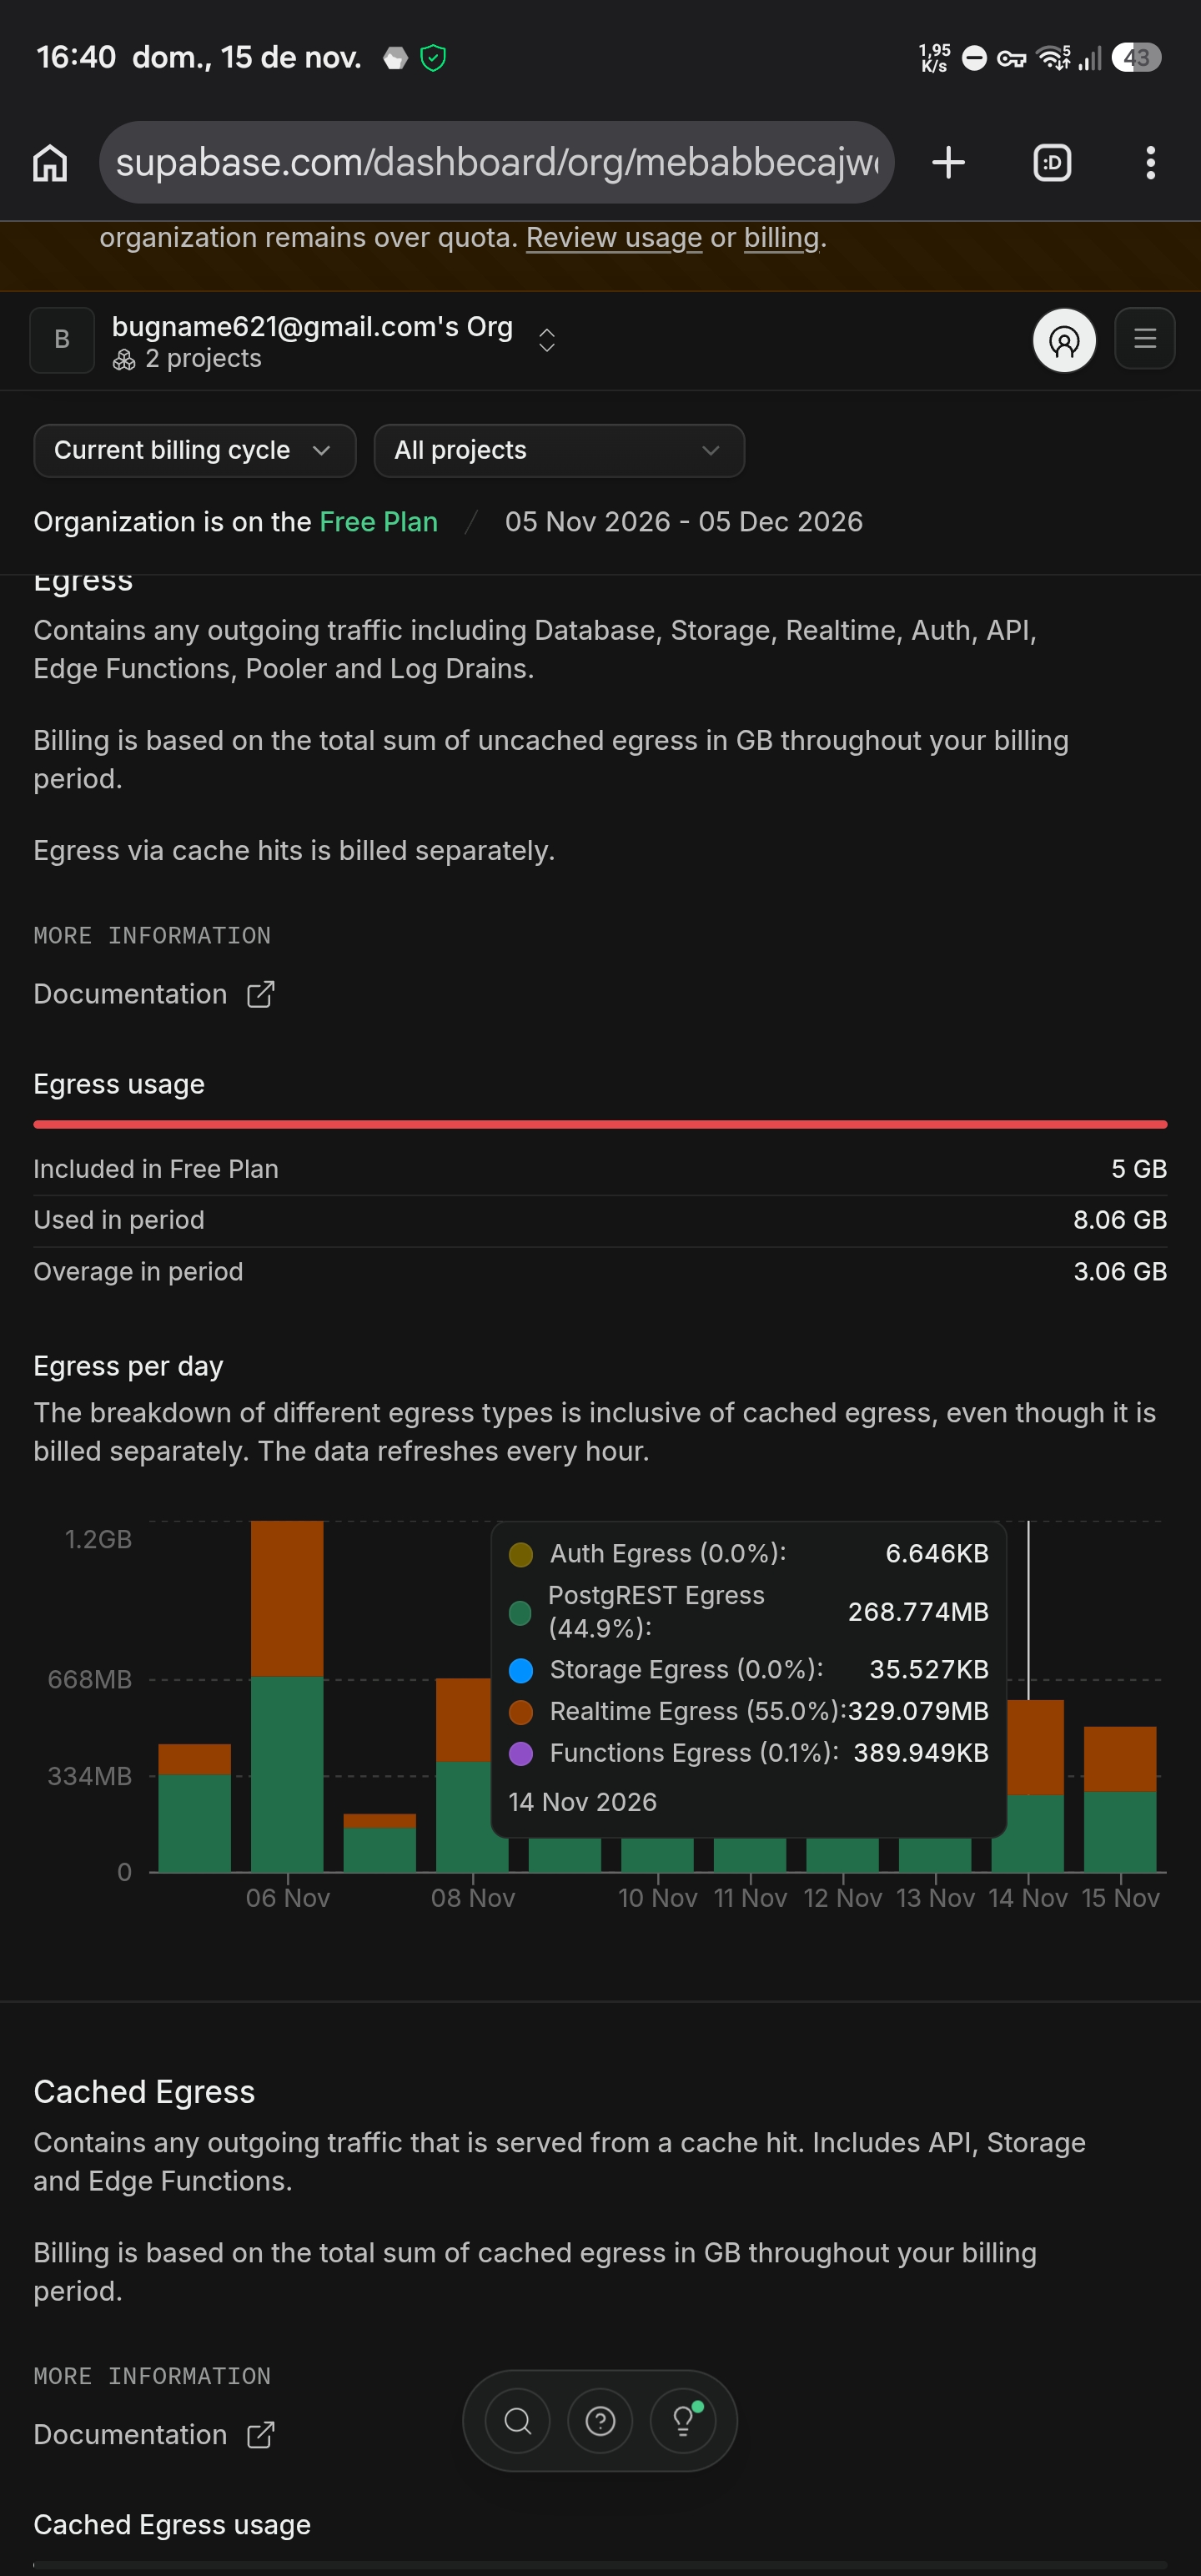 16:40 dom., 15 de nov.
1,95 K/s
5
43
supabase.com/dashboard/org/mebabbecajw
:D
organization remains over quota. Review usage or billing.
B
bugname621@gmail.com's Org
2 projects
Current billing cycle
All projects
Organization is on the Free Plan / 05 Nov 2026 - 05 Dec 2026
Egress
Contains any outgoing traffic including Database, Storage, Realtime, Auth, API,
Edge Functions, Pooler and Log Drains.
Billing is based on the total sum of uncached egress in GB throughout your billing
period.
Egress via cache hits is billed separately.
MORE INFORMATION
Documentation
Egress usage
Included in Free Plan 5 GB
Used in period 8.06 GB
Overage in period 3.06 GB
Egress per day
The breakdown of different egress types is inclusive of cached egress, even though it is
billed separately. The data refreshes every hour.
1.2GB
668MB
334MB
0
Auth Egress (0.0%): 6.646KB
PostgREST Egress
(44.9%): 268.774MB
Storage Egress (0.0%): 35.527KB
Realtime Egress (55.0%): 329.079MB
Functions Egress (0.1%): 389.949KB
14 Nov 2026
06 Nov 08 Nov 10 Nov 11 Nov 12 Nov 13 Nov 14 Nov 15 Nov
Cached Egress
Contains any outgoing traffic that is served from a cache hit. Includes API, Storage
and Edge Functions.
Billing is based on the total sum of cached egress in GB throughout your billing
period.
MORE INFORMATION
Documentation
Cached Egress usage